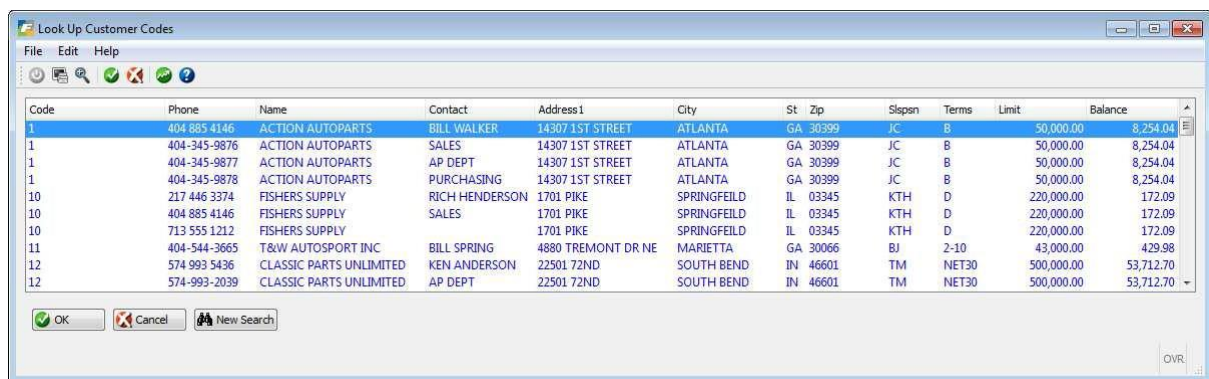 Look Up Customer Codes
File Edit Help
Code Phone Name Contact Address1 City St Zip Slspsn Terms Limit Balance
1 404 885 4146 ACTION AUTOPARTS BILL WALKER 14307 1ST STREET ATLANTA GA 30399 JC B 50,000.00 8,254.04
1 404-345-9876 ACTION AUTOPARTS SALES 14307 1ST STREET ATLANTA GA 30399 JC B 50,000.00 8,254.04
1 404-345-9877 ACTION AUTOPARTS AP DEPT 14307 1ST STREET ATLANTA GA 30399 JC B 50,000.00 8,254.04
1 404-345-9878 ACTION AUTOPARTS PURCHASING 14307 1ST STREET ATLANTA GA 30399 JC B 50,000.00 8,254.04
10 217 446 3374 FISHERS SUPPLY RICH HENDERSON 1701 PIKE SPRINGFEILD IL 03345 KTH D 220,000.00 172.09
10 404 885 4146 FISHERS SUPPLY SALES 1701 PIKE SPRINGFEILD IL 03345 KTH D 220,000.00 172.09
10 713 555 1212 FISHERS SUPPLY 1701 PIKE SPRINGFEILD IL 03345 KTH D 220,000.00 172.09
11 404-544-3665 T&W AUTOSPORT INC BILL SPRING 4880 TREMONT DR NE MARIETTA GA 30066 BJ 2-10 43,000.00 429.98
12 574 993 5436 CLASSIC PARTS UNLIMITED KEN ANDERSON 22501 72ND SOUTH BEND IN 46601 TM NET30 500,000.00 53,712.70
12 574-993-2039 CLASSIC PARTS UNLIMITED AP DEPT 22501 72ND SOUTH BEND IN 46601 TM NET30 500,000.00 53,712.70
OK Cancel New Search
OVR